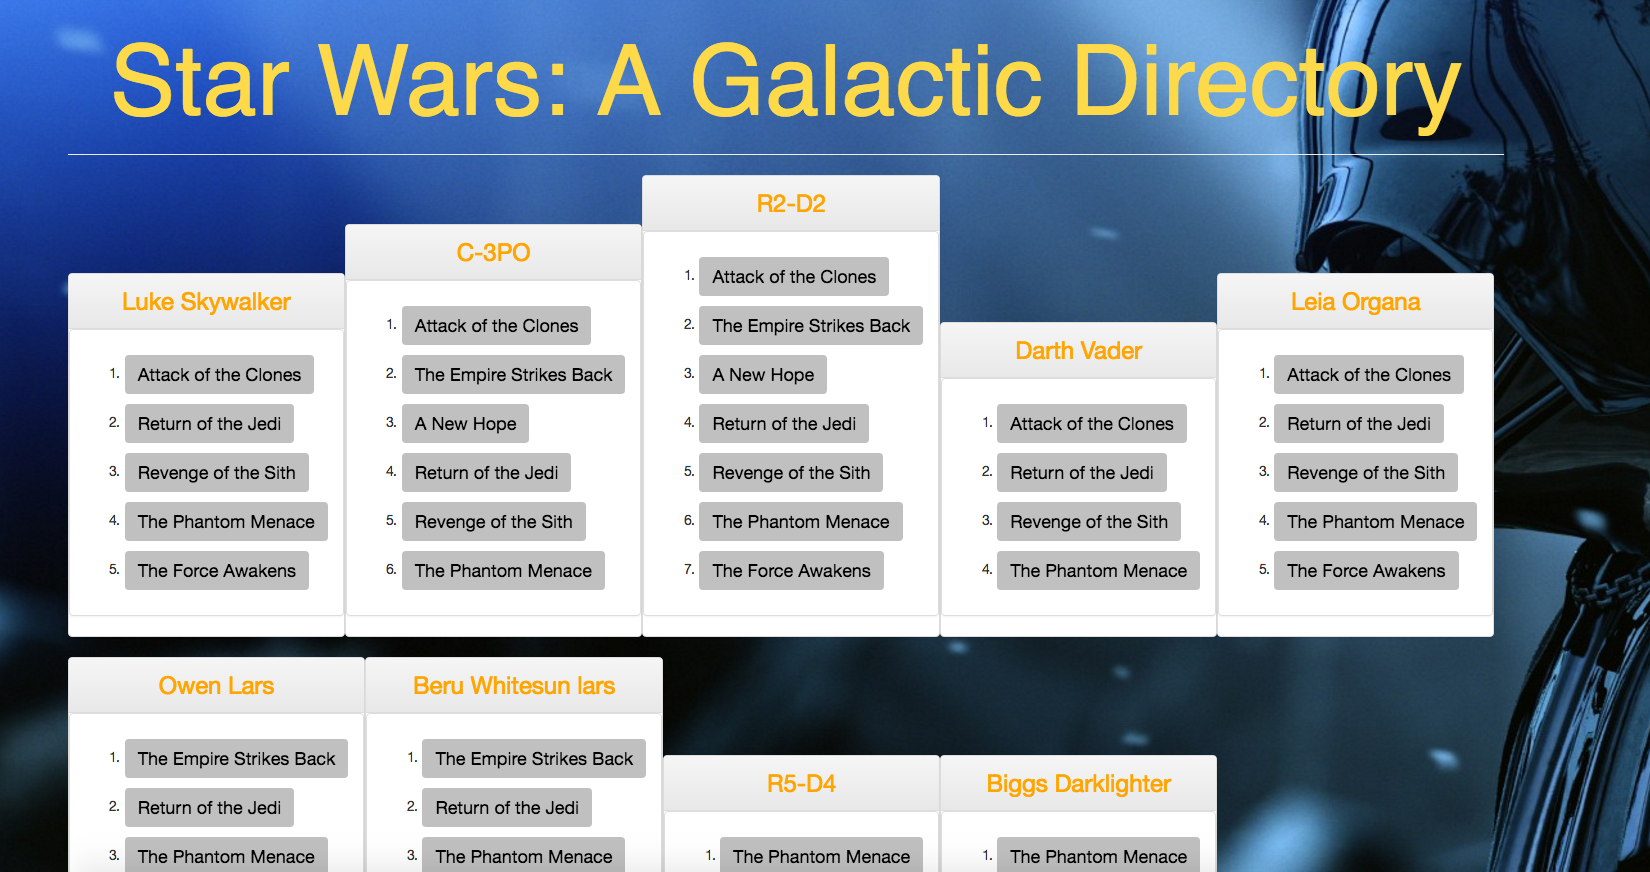 Star Wars: A Galactic Directory
Luke Skywalker
1. Attack of the Clones
2. Return of the Jedi
3. Revenge of the Sith
4. The Phantom Menace
5. The Force Awakens
C-3PO
1. Attack of the Clones
2. The Empire Strikes Back
3. A New Hope
4. Return of the Jedi
5. Revenge of the Sith
6. The Phantom Menace
R2-D2
1. Attack of the Clones
2. The Empire Strikes Back
3. A New Hope
4. Return of the Jedi
5. Revenge of the Sith
6. The Phantom Menace
7. The Force Awakens
Darth Vader
1. Attack of the Clones
2. Return of the Jedi
3. Revenge of the Sith
4. The Phantom Menace
Leia Organa
1. Attack of the Clones
2. Return of the Jedi
3. Revenge of the Sith
4. The Phantom Menace
5. The Force Awakens
Owen Lars
1. The Empire Strikes Back
2. Return of the Jedi
3. The Phantom Menace
Beru Whitesun lars
1. The Empire Strikes Back
2. Return of the Jedi
3. The Phantom Menace
R5-D4
1. The Phantom Menace
Biggs Darklighter
1. The Phantom Menace